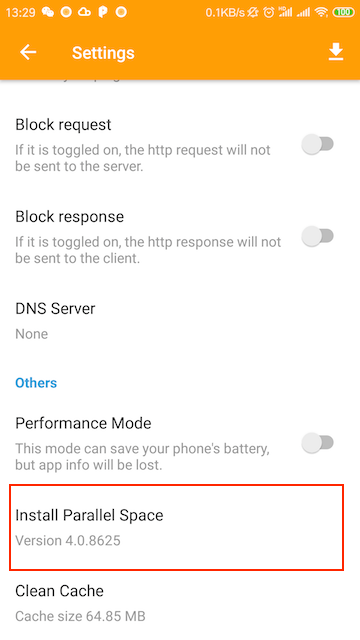 13:29
0.1KB/s
100
Settings
Block request
If it is toggled on, the http request will not
be sent to the server.
Block response
If it is toggled on, the http response will not
be sent to the client.
DNS Server
None
Others
Performance Mode
This mode can save your phone's battery,
but app info will be lost.
Install Parallel Space
Version 4.0.8625
Clean Cache
Cache size 64.85 MB